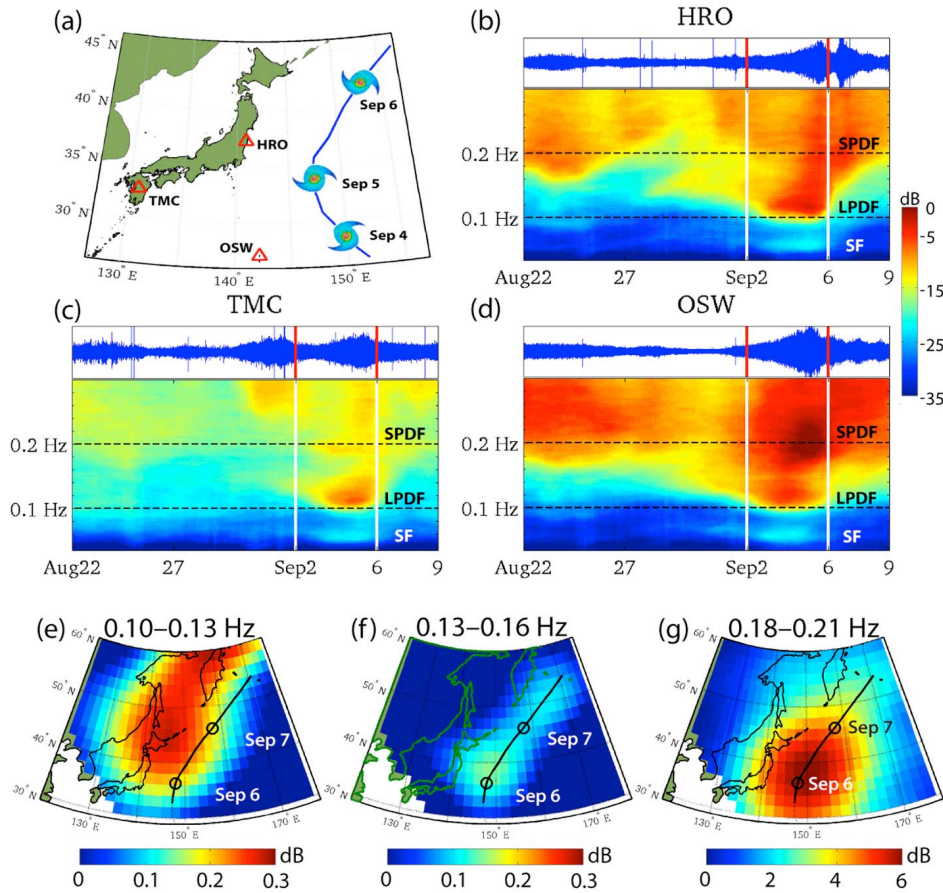 (a)
45° N
40° N
35° N
30° N
130° E
140° E
150° E
HRO
TMC
OSW
Sep 6
Sep 5
Sep 4
(b)
HRO
0.2 Hz
0.1 Hz
SPDF
LPDF
SF
Aug22
27
Sep2
6
9
dB
0
-5
-15
-25
-35
(c)
TMC
0.2 Hz
0.1 Hz
SPDF
LPDF
SF
Aug22
27
Sep2
6
9
(d)
OSW
0.2 Hz
0.1 Hz
SPDF
LPDF
SF
Aug22
27
Sep2
6
9
(e)
0.10–0.13 Hz
60° N
50° N
40° N
30° N
130° E
150° E
170° E
Sep 7
Sep 6
0
0.1
0.2
0.3
dB
(f)
0.13–0.16 Hz
60° N
50° N
40° N
30° N
130° E
150° E
170° E
Sep 7
Sep 6
0
0.1
0.2
0.3
dB
(g)
0.18–0.21 Hz
60° N
50° N
40° N
30° N
130° E
150° E
170° E
Sep 7
Sep 6
0
2
4
6
dB